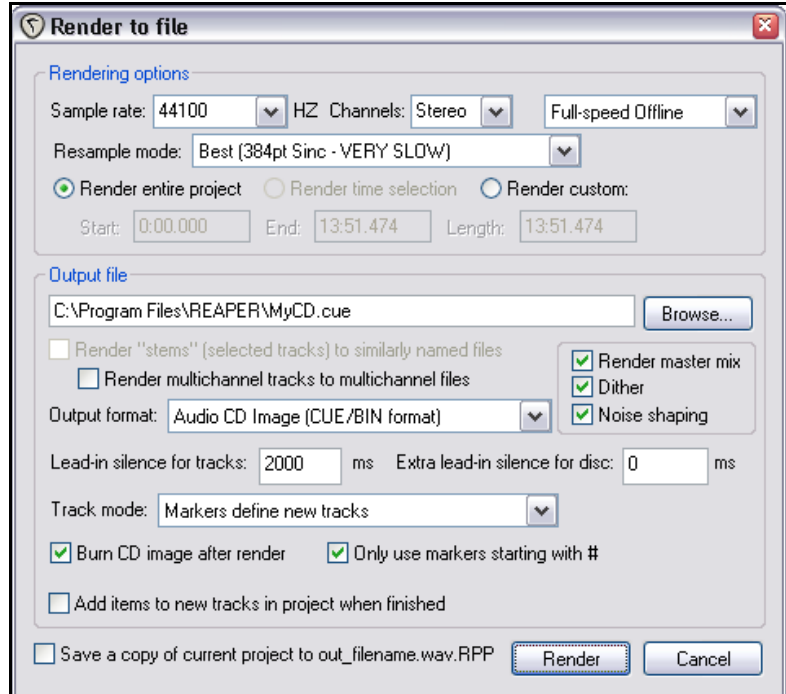 Render to file
Rendering options
Sample rate: 44100 HZ Channels: Stereo Full-speed Offline
Resample mode: Best (384pt Sinc - VERY SLOW)
Render entire project Render time selection Render custom:
Start: 0:00.000 End: 13:51.474 Length: 13:51.474
Output file
C:\Program Files\REAPER\MyCD.cue Browse...
Render "stems" (selected tracks) to similarly named files
Render master mix
Render multichannel tracks to multichannel files
Dither
Output format: Audio CD Image (CUE/BIN format)
Noise shaping
Lead-in silence for tracks: 2000 ms Extra lead-in silence for disc: 0 ms
Track mode: Markers define new tracks
Burn CD image after render Only use markers starting with #
Add items to new tracks in project when finished
Save a copy of current project to out_filename.wav.RPP Render Cancel